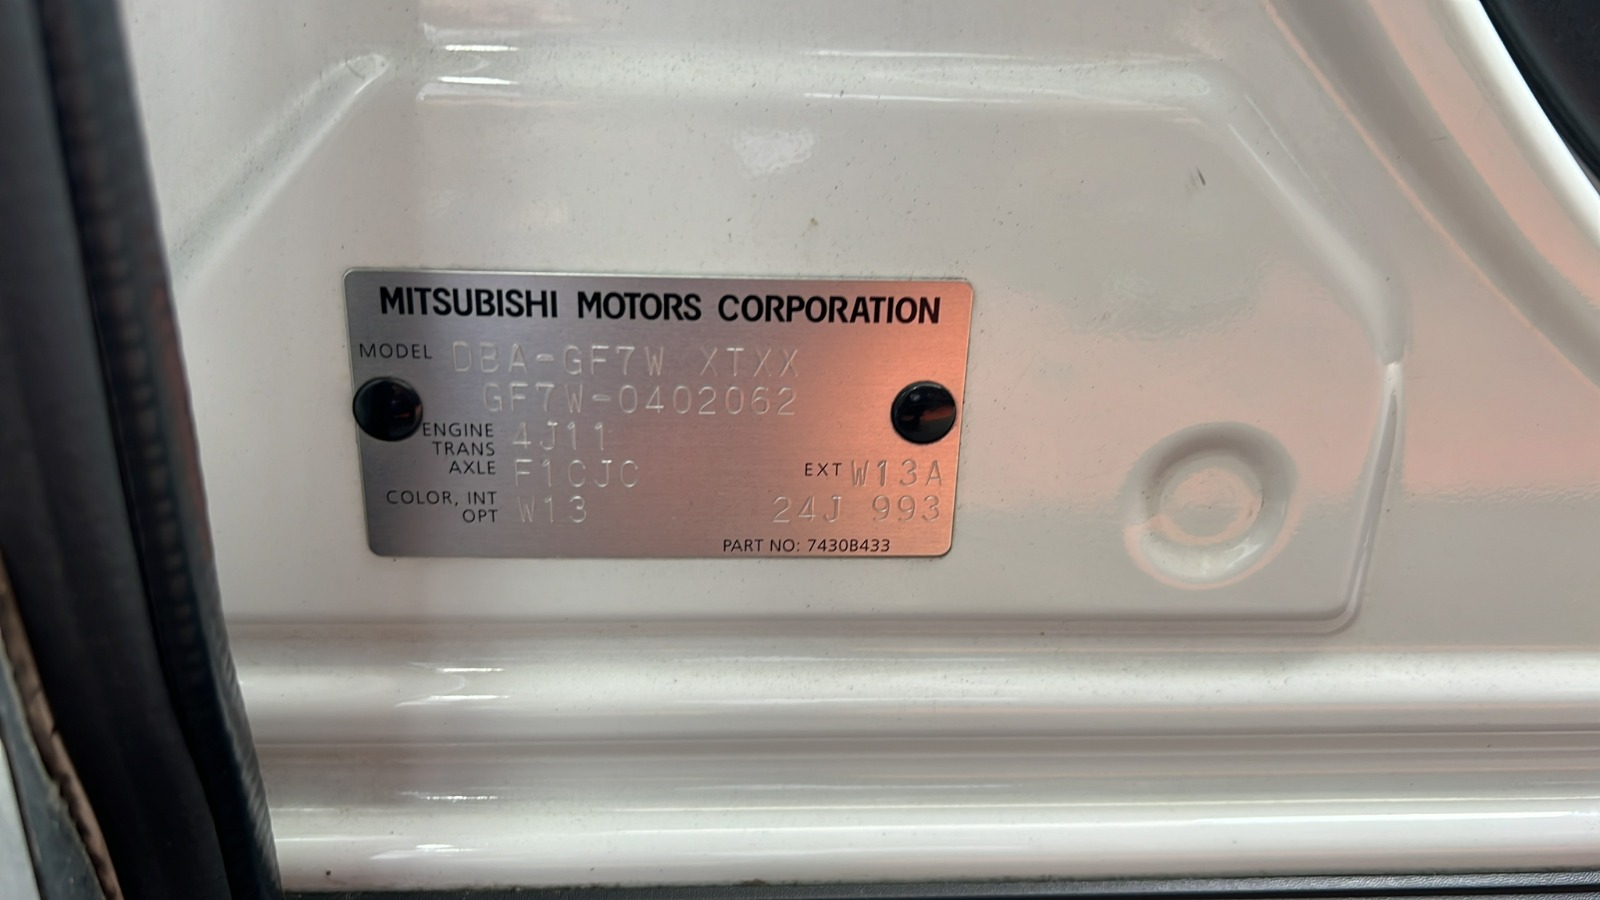 MITSUBISHI MOTORS CORPORATION
MODEL DBA-GF7W XTXX
GF7W-0402062
ENGINE 4J11
TRANS
AXLE F1CJC EXT W13A
COLOR, INT
OPT W13 24J 993
PART NO: 7430B433